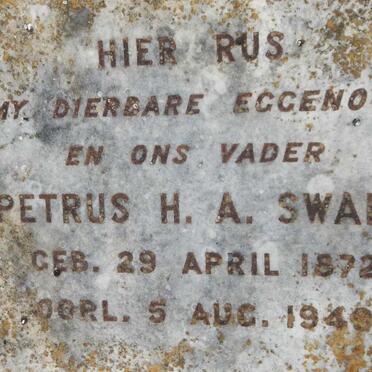 HIER RUS
MY DIERBARE EGGENO
EN ONS VADER
PETRUS H. A. SWA
GEB. 29 APRIL 1872
OORL. 5 AUG. 194